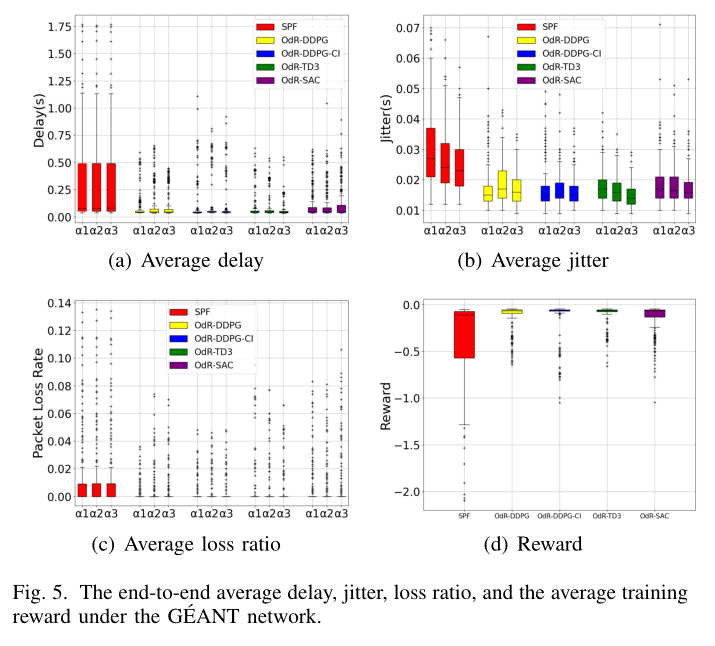 1.75
1.50
1.25
1.00
0.75
0.50
0.25
0.00
Delay(s)
SPF
OdR-DDPG
OdR-DDPG-CI
OdR-TD3
OdR-SAC
α1α2α3 α1α2α3 α1α2α3 α1α2α3 α1α2α3
(a) Average delay
0.07
0.06
0.05
0.04
0.03
0.02
0.01
Jitter(s)
SPF
OdR-DDPG
OdR-DDPG-CI
OdR-TD3
OdR-SAC
α1α2α3 α1α2α3 α1α2α3 α1α2α3 α1α2α3
(b) Average jitter
0.14
0.12
0.10
0.08
0.06
0.04
0.02
0.00
Packet Loss Rate
SPF
OdR-DDPG
OdR-DDPG-CI
OdR-TD3
OdR-SAC
α1α2α3 α1α2α3 α1α2α3 α1α2α3 α1α2α3
(c) Average loss ratio
0.0
−0.5
−1.0
−1.5
−2.0
Reward
SPF OdR-DDPG OdR-DDPG-CI OdR-TD3 OdR-SAC
(d) Reward
Fig. 5. The end-to-end average delay, jitter, loss ratio, and the average training
reward under the GÉANT network.